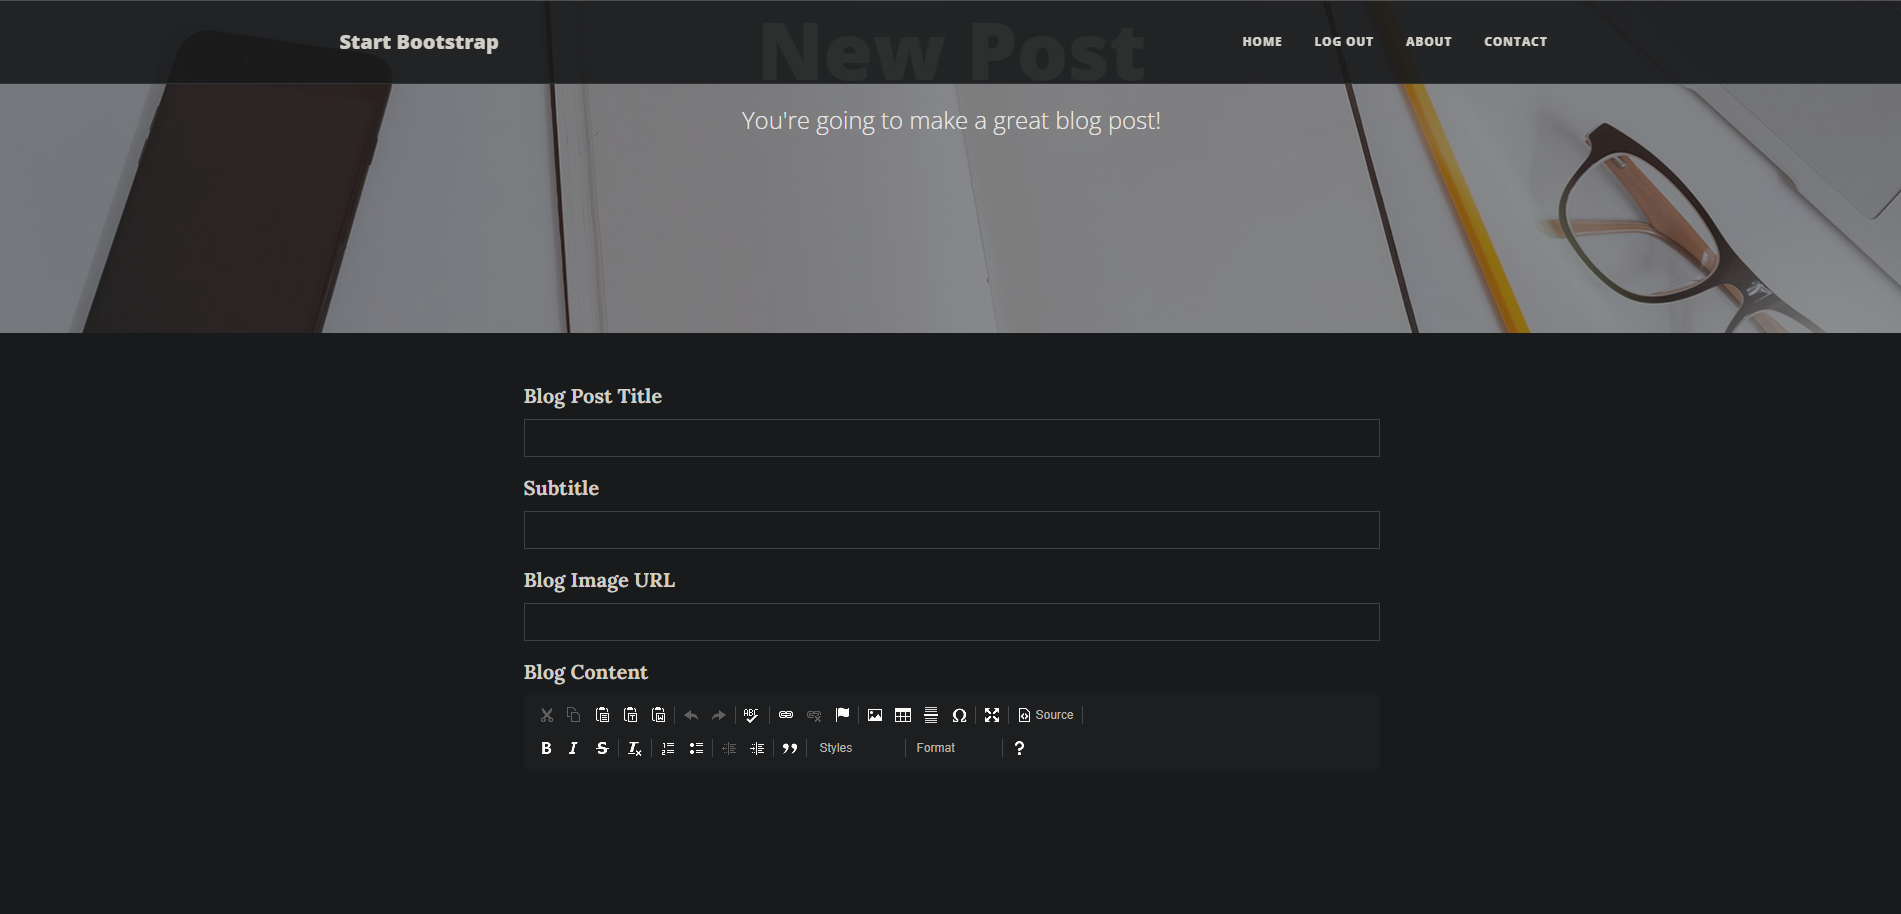 Start Bootstrap
HOME LOG OUT ABOUT CONTACT
New Post
You're going to make a great blog post!
Blog Post Title
Subtitle
Blog Image URL
Blog Content
Source
Styles Format